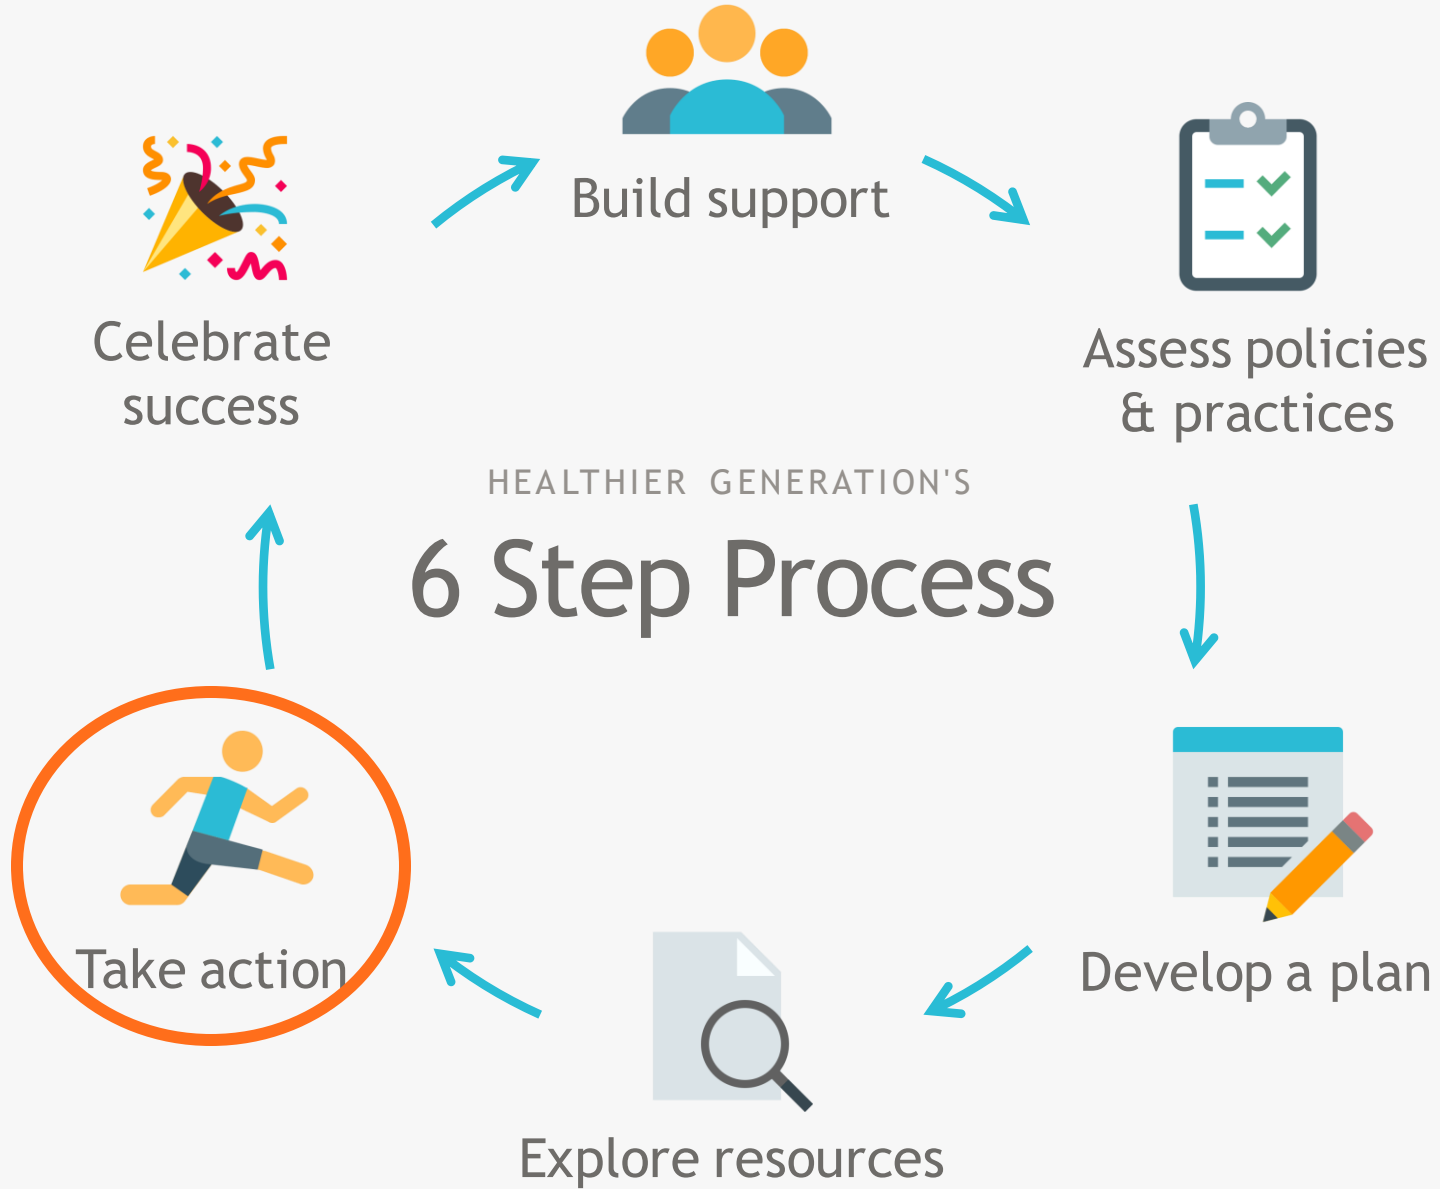 Build support
Celebrate
success
Assess policies
& practices
HEALTHIER GENERATION'S
6 Step Process
Take action
Develop a plan
Explore resources